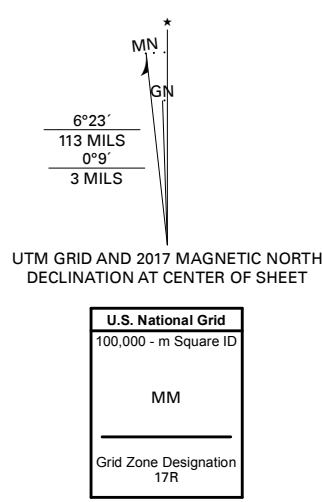 MN
GN
6°23´
113 MILS
0°9´
3 MILS
UTM GRID AND 2017 MAGNETIC NORTH
DECLINATION AT CENTER OF SHEET
U.S. National Grid
100,000 - m Square ID
MM
Grid Zone Designation
17R